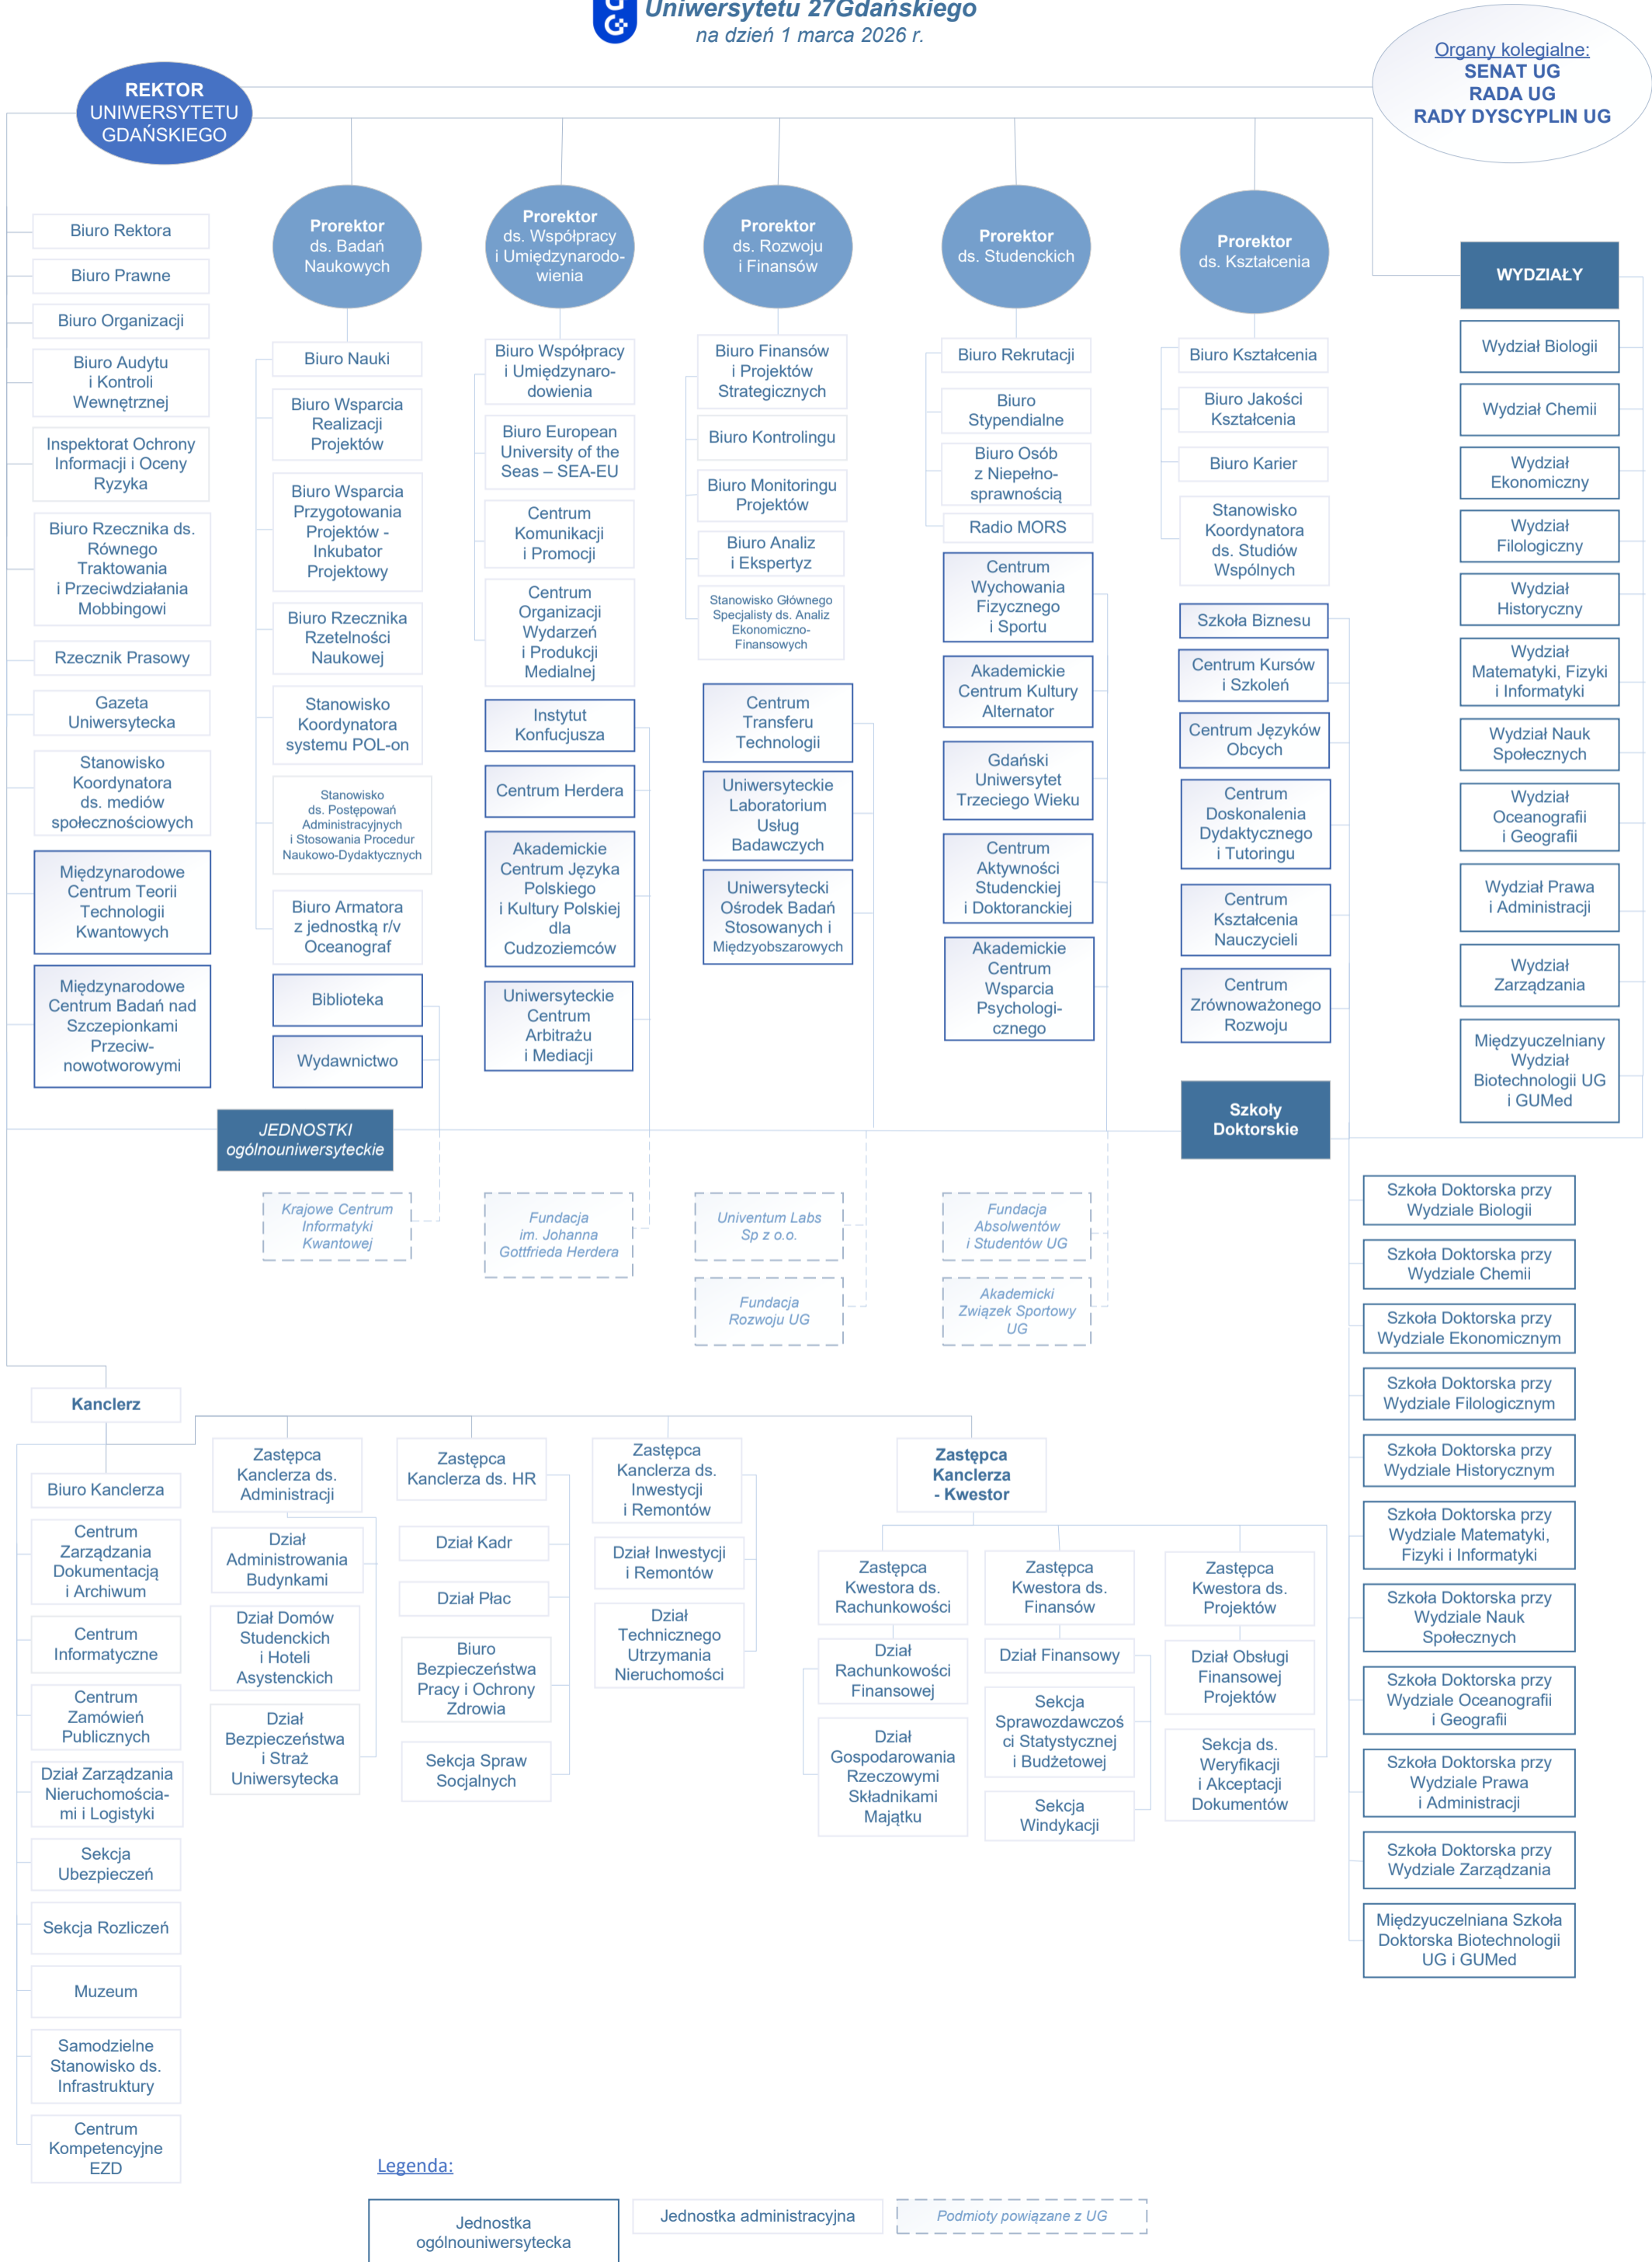 Uniwersytetu 27Gdańskiego
na dzień 1 marca 2026 r.
Organy kolegialne:
SENAT UG
RADA UG
RADY DYSCYPLIN UG
REKTOR
UNIWERSYTETU
GDAŃSKIEGO
Biuro Rektora
Biuro Prawne
Biuro Organizacji
Biuro Audytu
i Kontroli
Wewnętrznej
Inspektorat Ochrony
Informacji i Oceny
Ryzyka
Biuro Rzecznika ds.
Równego
Traktowania
i Przeciwdziałania
Mobbingowi
Rzecznik Prasowy
Gazeta
Uniwersytecka
Stanowisko
Koordynatora
ds. mediów
społecznościowych
Międzynarodowe
Centrum Teorii
Technologii
Kwantowych
Międzynarodowe
Centrum Badań nad
Szczepionkami
Przeciw-
nowotworowymi
Prorektor
ds. Badań
Naukowych
Biuro Nauki
Biuro Wsparcia
Realizacji
Projektów
Biuro Wsparcia
Przygotowania
Projektów -
Inkubator
Projektowy
Biuro Rzecznika
Rzetelności
Naukowej
Stanowisko
Koordynatora
systemu POL-on
Stanowisko
ds. Postępowań
Administracyjnych
i Stosowania Procedur
Naukowo-Dydaktycznych
Biuro Armatora
z jednostką r/v
Oceanograf
Biblioteka
Wydawnictwo
Prorektor
ds. Współpracy
i Umiędzynarodo-
wienia
Biuro Współpracy
i Umiędzynaro-
dowienia
Biuro European
University of the
Seas – SEA-EU
Centrum
Komunikacji
i Promocji
Centrum
Organizacji
Wydarzeń
i Produkcji
Medialnej
Instytut
Konfucjusza
Centrum Herdera
Akademickie
Centrum Języka
Polskiego
i Kultury Polskiej
dla
Cudzoziemców
Uniwersyteckie
Centrum
Arbitrażu
i Mediacji
Prorektor
ds. Rozwoju
i Finansów
Biuro Finansów
i Projektów
Strategicznych
Biuro Kontrolingu
Biuro Monitoringu
Projektów
Biuro Analiz
i Ekspertyz
Stanowisko Głównego
Specjalisty ds. Analiz
Ekonomiczno-
Finansowych
Centrum
Transferu
Technologii
Uniwersyteckie
Laboratorium
Usług
Badawczych
Uniwersytecki
Ośrodek Badań
Stosowanych i
Międzyobszarowych
Prorektor
ds. Studenckich
Biuro Rekrutacji
Biuro
Stypendialne
Biuro Osób
z Niepełno-
sprawnością
Radio MORS
Centrum
Wychowania
Fizycznego
i Sportu
Akademickie
Centrum Kultury
Alternator
Gdański
Uniwersytet
Trzeciego Wieku
Centrum
Aktywności
Studenckiej
i Doktoranckiej
Akademickie
Centrum
Wsparcia
Psychologi-
cznego
Prorektor
ds. Kształcenia
Biuro Kształcenia
Biuro Jakości
Kształcenia
Biuro Karier
Stanowisko
Koordynatora
ds. Studiów
Wspólnych
Szkoła Biznesu
Centrum Kursów
i Szkoleń
Centrum Języków
Obcych
Centrum
Doskonalenia
Dydaktycznego
i Tutoringu
Centrum
Kształcenia
Nauczycieli
Centrum
Zrównoważonego
Rozwoju
WYDZIAŁY
Wydział Biologii
Wydział Chemii
Wydział
Ekonomiczny
Wydział
Filologiczny
Wydział
Historyczny
Wydział
Matematyki, Fizyki
i Informatyki
Wydział Nauk
Społecznych
Wydział
Oceanografii
i Geografii
Wydział Prawa
i Administracji
Wydział
Zarządzania
Międzyuczelniany
Wydział
Biotechnologii UG
i GUMed
JEDNOSTKI
ogólnouniwersyteckie
Szkoły
Doktorskie
Krajowe Centrum
Informatyki
Kwantowej
Fundacja
im. Johanna
Gottfrieda Herdera
Univentum Labs
Sp z o.o.
Fundacja
Rozwoju UG
Fundacja
Absolwentów
i Studentów UG
Akademicki
Związek Sportowy
UG
Szkoła Doktorska przy
Wydziale Biologii
Szkoła Doktorska przy
Wydziale Chemii
Szkoła Doktorska przy
Wydziale Ekonomicznym
Szkoła Doktorska przy
Wydziale Filologicznym
Szkoła Doktorska przy
Wydziale Historycznym
Szkoła Doktorska przy
Wydziale Matematyki,
Fizyki i Informatyki
Szkoła Doktorska przy
Wydziale Nauk
Społecznych
Szkoła Doktorska przy
Wydziale Oceanografii
i Geografii
Szkoła Doktorska przy
Wydziale Prawa
i Administracji
Szkoła Doktorska przy
Wydziale Zarządzania
Międzyuczelniana Szkoła
Doktorska Biotechnologii
UG i GUMed
Kanclerz
Biuro Kanclerza
Centrum
Zarządzania
Dokumentacją
i Archiwum
Centrum
Informatyczne
Centrum
Zamówień
Publicznych
Dział Zarządzania
Nieruchomościa-
mi i Logistyki
Sekcja
Ubezpieczeń
Sekcja Rozliczeń
Muzeum
Samodzielne
Stanowisko ds.
Infrastruktury
Centrum
Kompetencyjne
EZD
Zastępca
Kanclerza ds.
Administracji
Dział
Administrowania
Budynkami
Dział Domów
Studenckich
i Hoteli
Asystenckich
Dział
Bezpieczeństwa
i Straż
Uniwersytecka
Zastępca
Kanclerza ds. HR
Dział Kadr
Dział Płac
Biuro
Bezpieczeństwa
Pracy i Ochrony
Zdrowia
Sekcja Spraw
Socjalnych
Zastępca
Kanclerza ds.
Inwestycji
i Remontów
Dział Inwestycji
i Remontów
Dział
Technicznego
Utrzymania
Nieruchomości
Zastępca
Kanclerza
- Kwestor
Zastępca
Kwestora ds.
Rachunkowości
Dział
Rachunkowości
Finansowej
Dział
Gospodarowania
Rzeczowymi
Składnikami
Majątku
Zastępca
Kwestora ds.
Finansów
Dział Finansowy
Sekcja
Sprawozdawczoś
ci Statystycznej
i Budżetowej
Sekcja
Windykacji
Zastępca
Kwestora ds.
Projektów
Dział Obsługi
Finansowej
Projektów
Sekcja ds.
Weryfikacji
i Akceptacji
Dokumentów
Legenda:
Jednostka
ogólnouniwersytecka
Jednostka administracyjna
Podmioty powiązane z UG